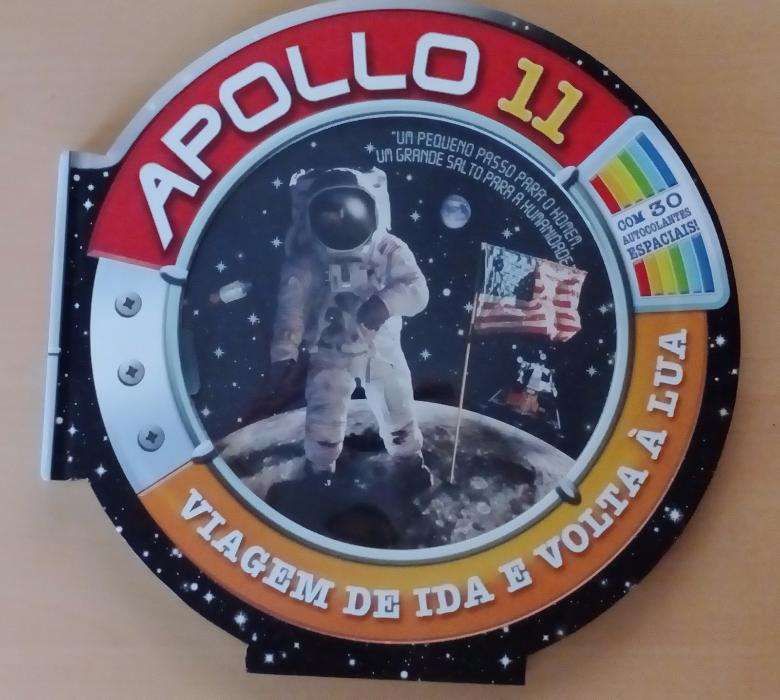 APOLLO 11
"UM PEQUENO PASSO PARA O HOMEM
UM GRANDE SALTO PARA A HUMANIDADE"
COM 30
AUTOCOLANTES
ESPACIAIS!
VIAGEM DE IDA E VOLTA À LUA